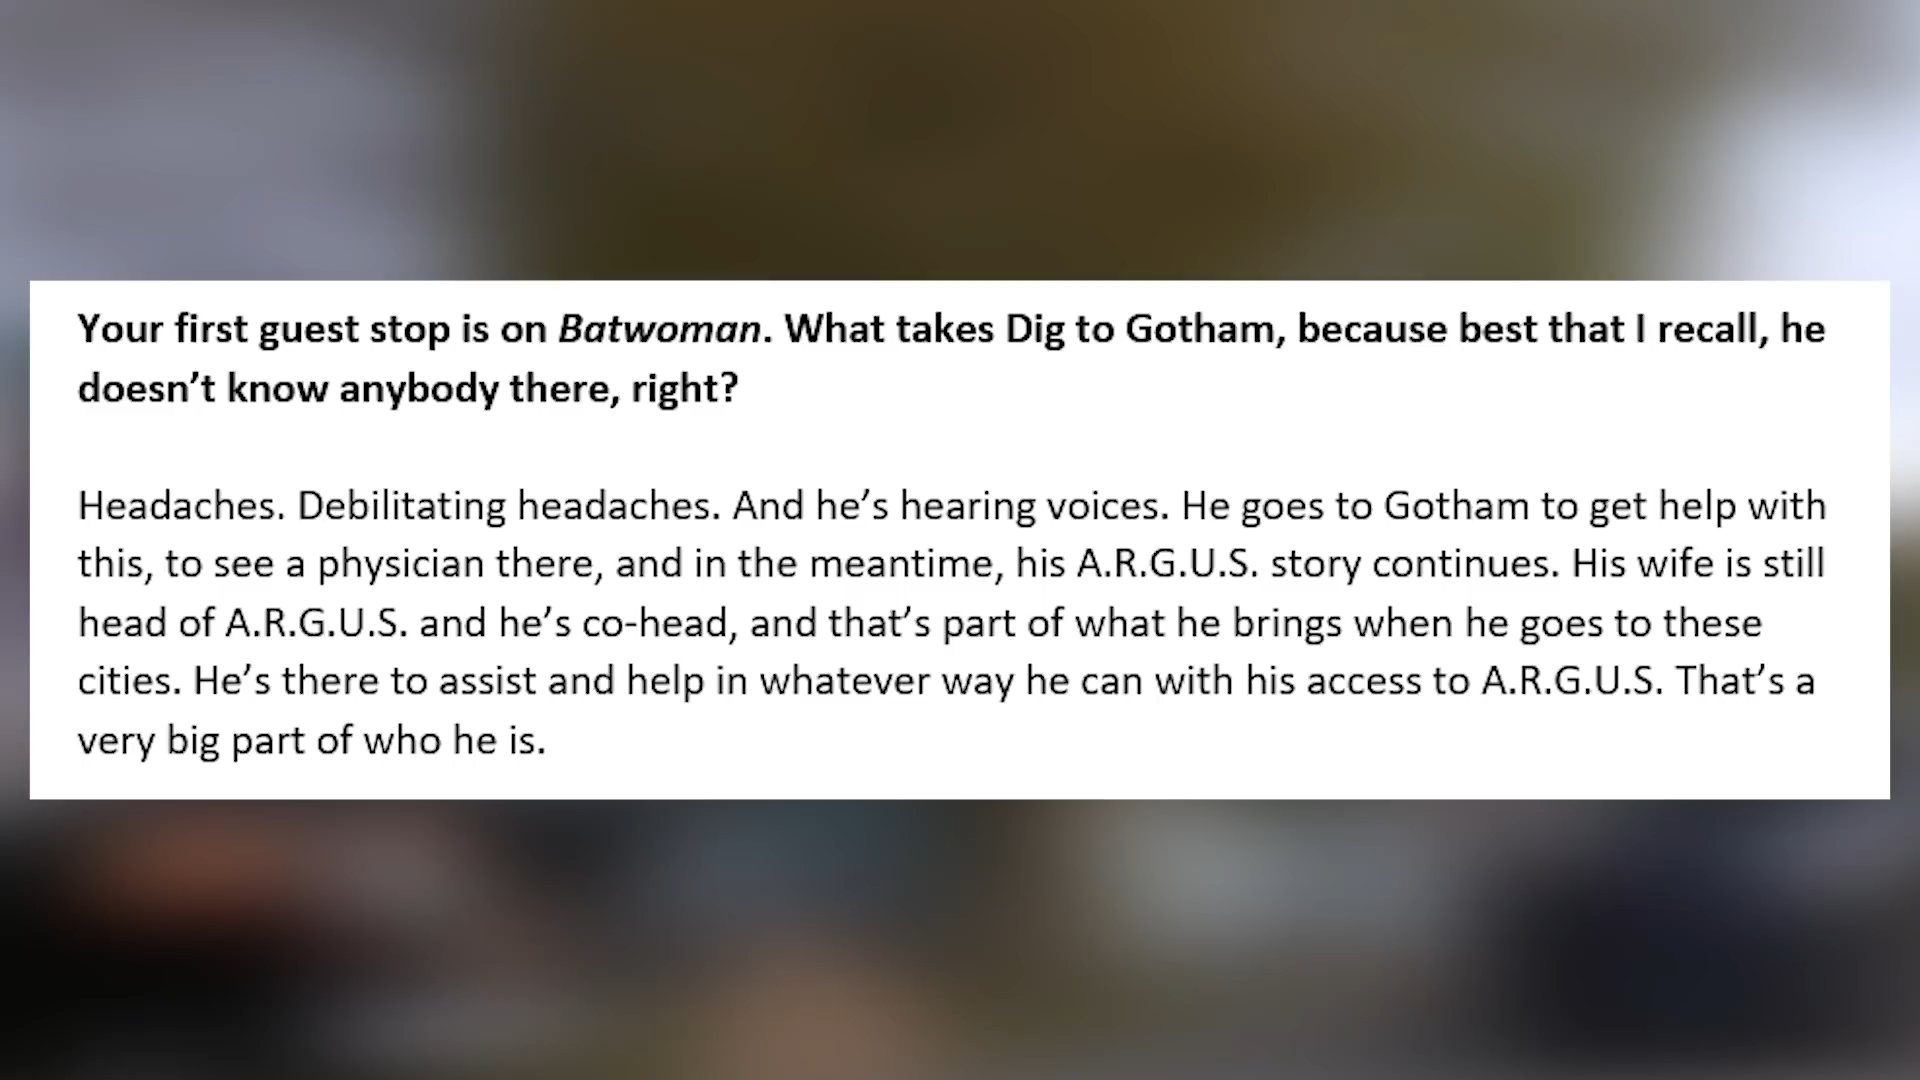 Your first guest stop is on Batwoman. What takes Dig to Gotham, because best that I recall, he
doesn’t know anybody there, right?
Headaches. Debilitating headaches. And he’s hearing voices. He goes to Gotham to get help with
this, to see a physician there, and in the meantime, his A.R.G.U.S. story continues. His wife is still
head of A.R.G.U.S. and he’s co-head, and that’s part of what he brings when he goes to these
cities. He’s there to assist and help in whatever way he can with his access to A.R.G.U.S. That’s a
very big part of who he is.